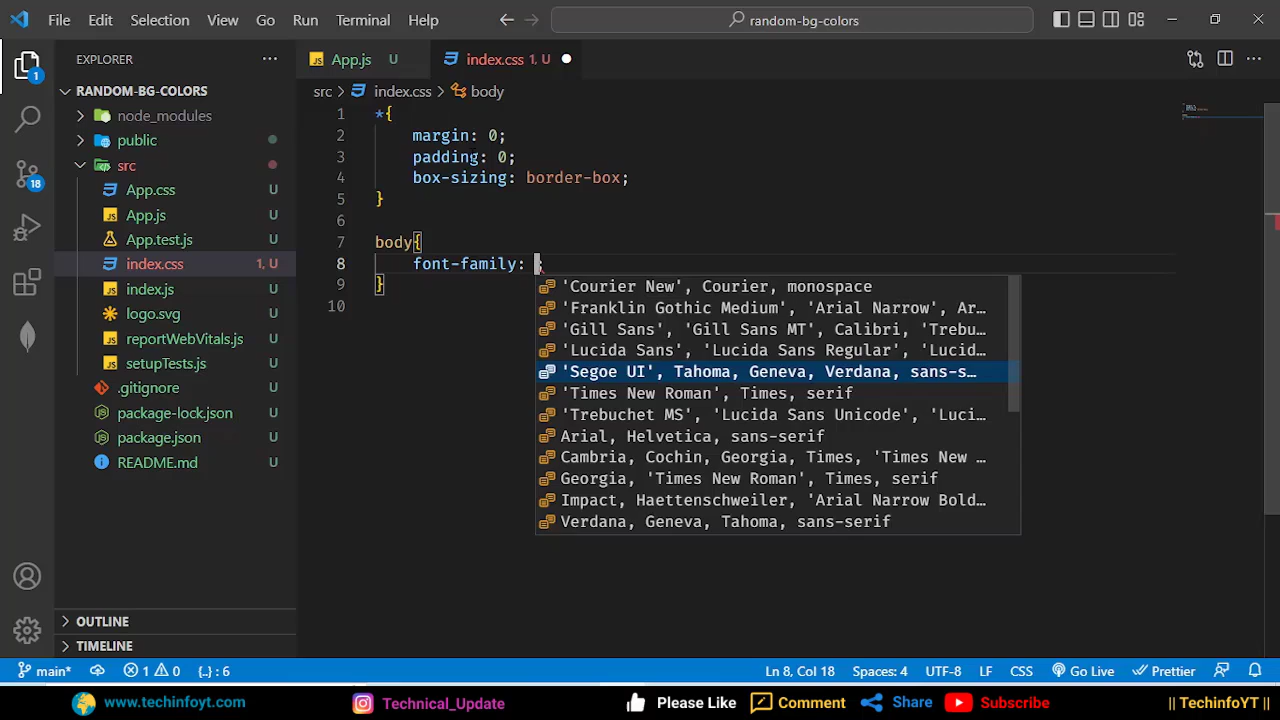 File Edit Selection View Go Run Terminal Help
random-bg-colors
EXPLORER
RANDOM-BG-COLORS
node_modules
public
src
App.css U
App.js U
App.test.js U
index.css 1, U
index.js U
logo.svg U
reportWebVitals.js U
setupTests.js U
.gitignore U
package-lock.json U
package.json U
README.md U
OUTLINE
TIMELINE
1
18
App.js U
index.css 1, U
src > index.css > body
1 *{
2 margin: 0;
3 padding: 0;
4 box-sizing: border-box;
5 }
6
7 body{
8 font-family: ;
9 }
10
'Courier New', Courier, monospace
'Franklin Gothic Medium', 'Arial Narrow', Ar…
'Gill Sans', 'Gill Sans MT', Calibri, 'Trebu…
'Lucida Sans', 'Lucida Sans Regular', 'Lucid…
'Segoe UI', Tahoma, Geneva, Verdana, sans-s…
'Times New Roman', Times, serif
'Trebuchet MS', 'Lucida Sans Unicode', 'Luci…
Arial, Helvetica, sans-serif
Cambria, Cochin, Georgia, Times, 'Times New …
Georgia, 'Times New Roman', Times, serif
Impact, Haettenschweiler, 'Arial Narrow Bold…
Verdana, Geneva, Tahoma, sans-serif
main* 1 0 {..} : 6 Ln 8, Col 18 Spaces: 4 UTF-8 LF CSS Go Live Prettier
www.techinfoyt.com Technical_Update Please Like Comment Share Subscribe || TechinfoYT ||